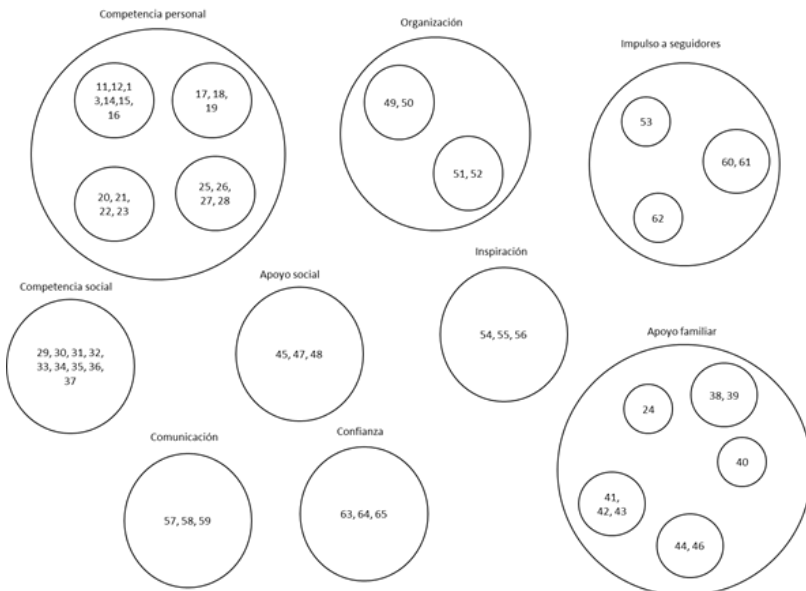 Competencia personal
11,12,1
3,14,15,
16
17, 18,
19
20, 21,
22, 23
25, 26,
27, 28
Organización
49, 50
51, 52
Impulso a seguidores
53
60, 61
62
Competencia social
29, 30, 31, 32,
33, 34, 35, 36,
37
Apoyo social
45, 47, 48
Inspiración
54, 55, 56
Apoyo familiar
24
38, 39
40
41,
42, 43
44, 46
Comunicación
57, 58, 59
Confianza
63, 64, 65